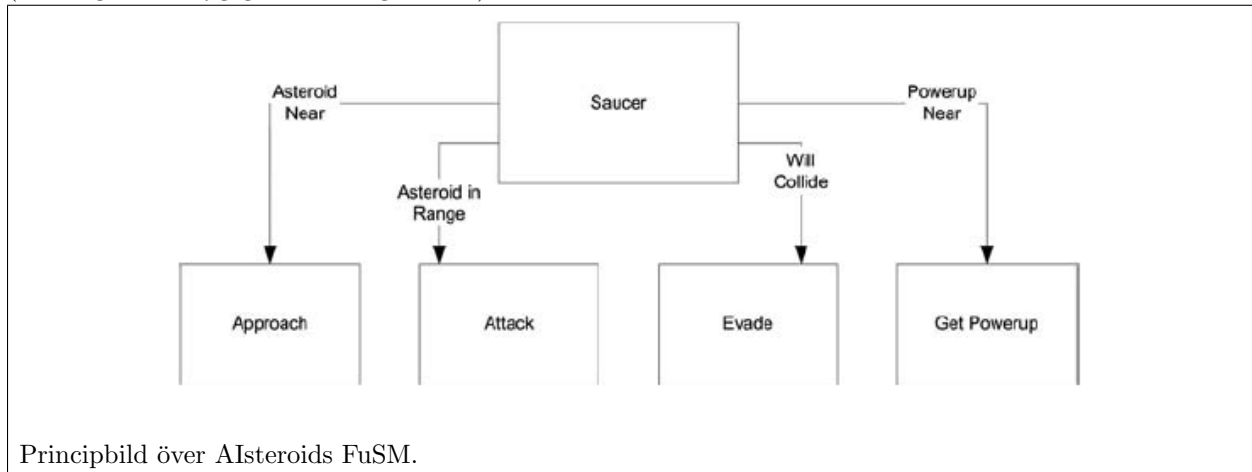 Saucer
Asteroid
Near
Powerup
Near
Asteroid in
Range
Will
Collide
Approach
Attack
Evade
Get Powerup
Principbild över AIsteroids FuSM.